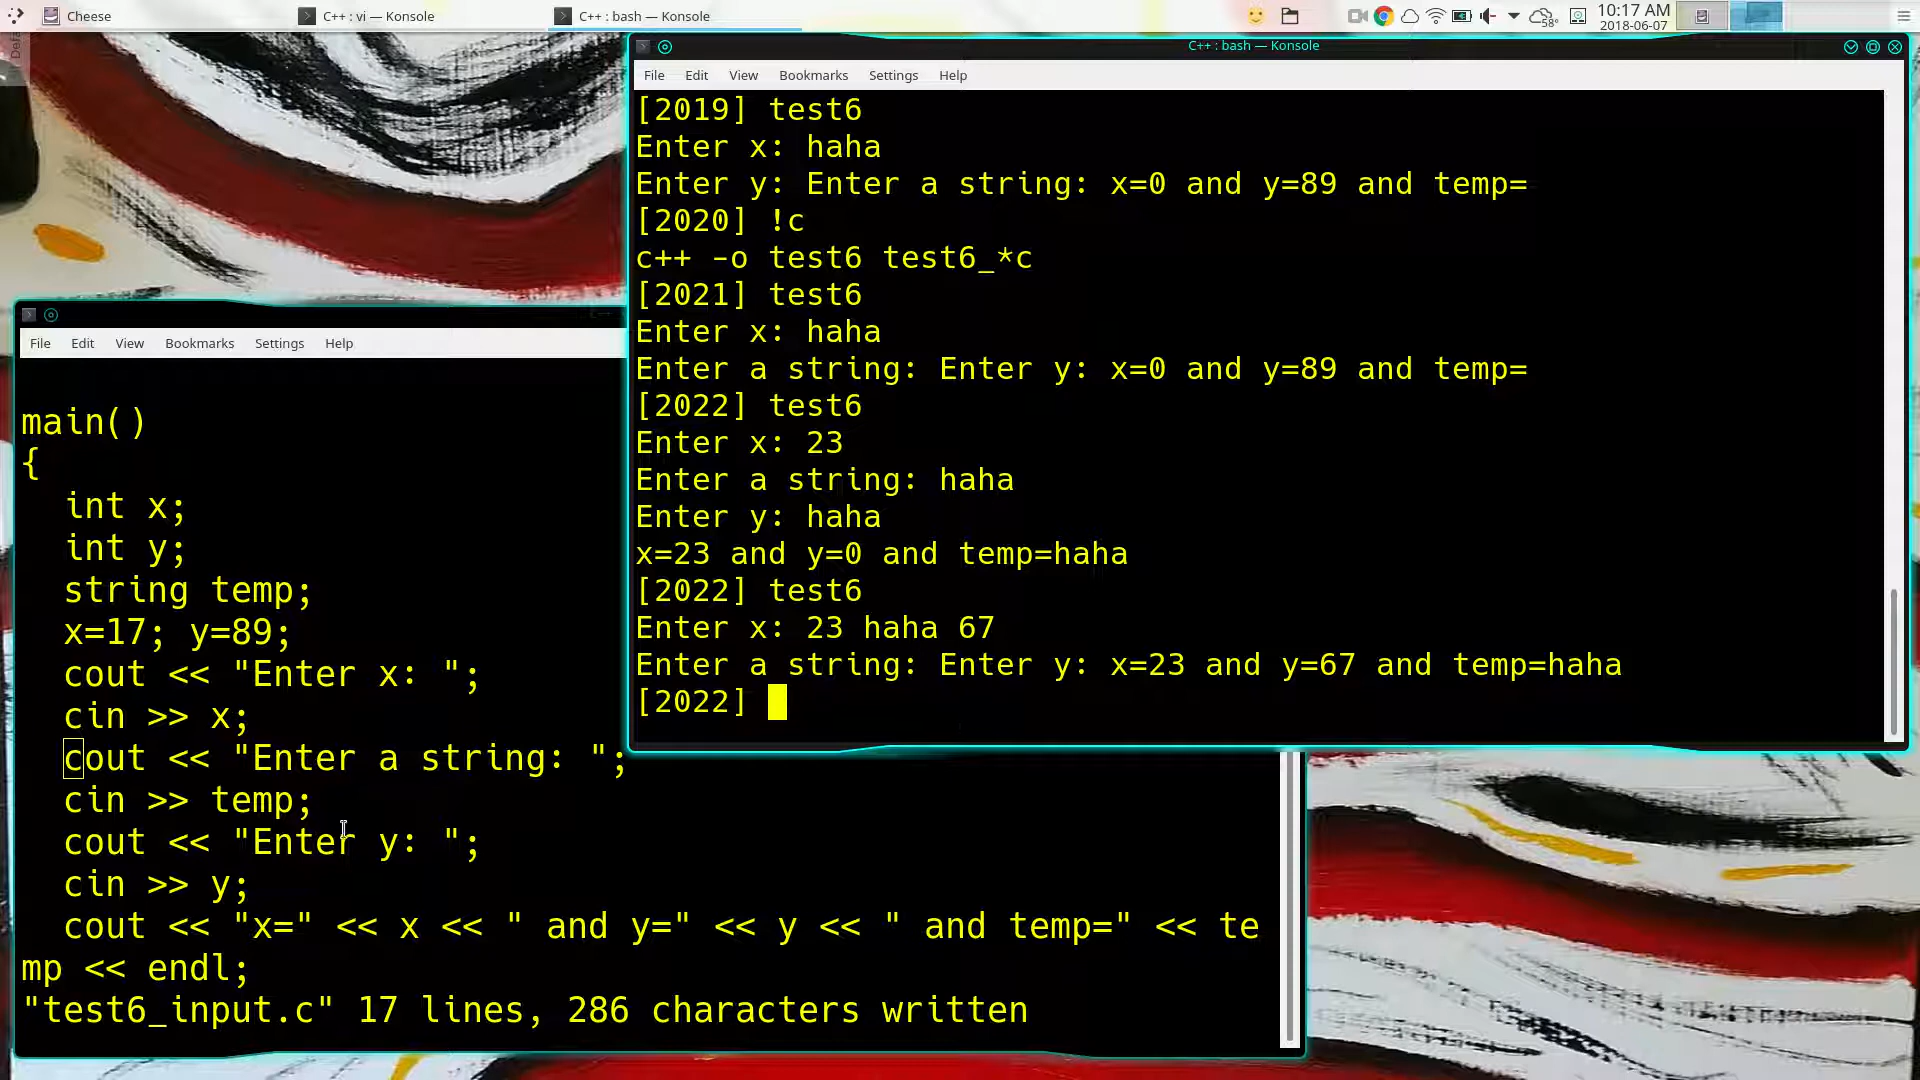 Cheese
C++ : vi — Konsole
C++ : bash — Konsole
58°
10:17 AM
2018-06-07
C++ : bash — Konsole
File Edit View Bookmarks Settings Help
[2019] test6
Enter x: haha
Enter y: Enter a string: x=0 and y=89 and temp=
[2020] !c
c++ -o test6 test6_*c
[2021] test6
Enter x: haha
Enter a string: Enter y: x=0 and y=89 and temp=
[2022] test6
Enter x: 23
Enter a string: haha
Enter y: haha
x=23 and y=0 and temp=haha
[2022] test6
Enter x: 23 haha 67
Enter a string: Enter y: x=23 and y=67 and temp=haha
[2022]
File Edit View Bookmarks Settings Help
main()
{
int x;
int y;
string temp;
x=17; y=89;
cout << "Enter x: ";
cin >> x;
cout << "Enter a string: ";
cin >> temp;
cout << "Enter y: ";
cin >> y;
cout << "x=" << x << " and y=" << y << " and temp=" << te
mp << endl;
"test6_input.c" 17 lines, 286 characters written